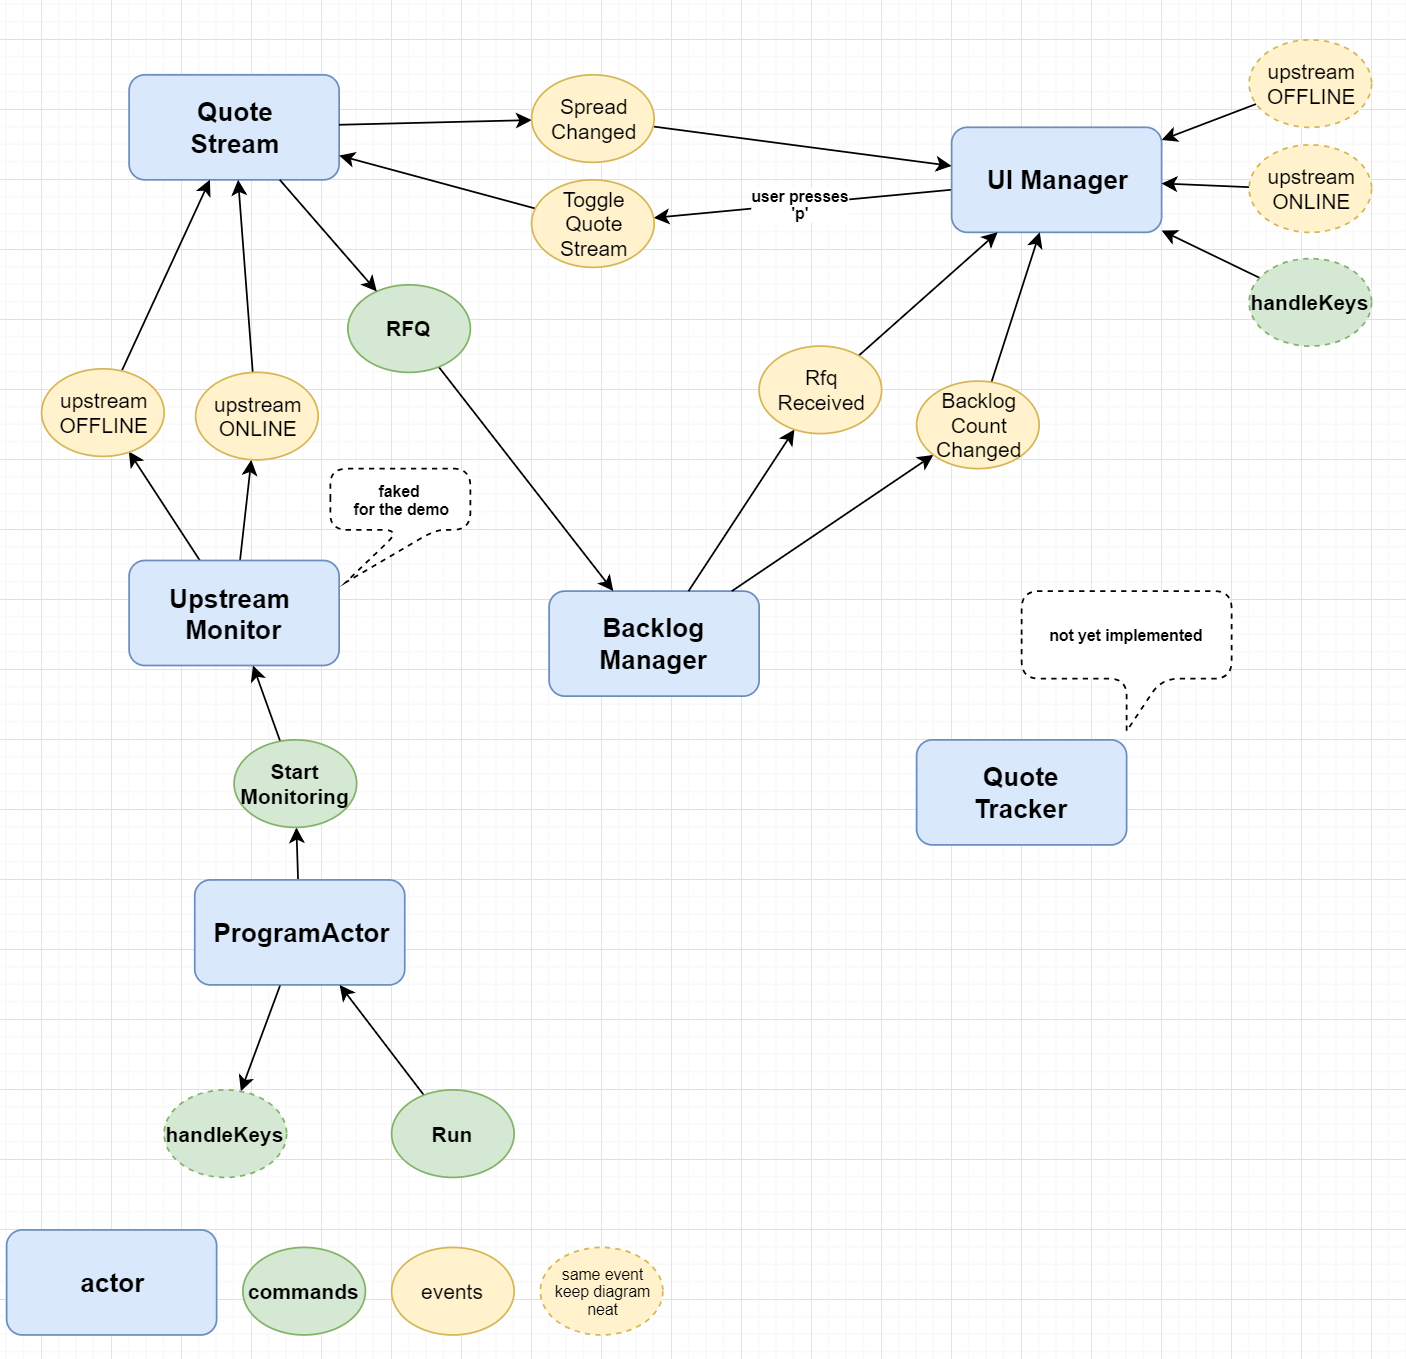 Quote
Stream
Spread
Changed
Toggle
Quote
Stream
user presses
'p'
UI Manager
upstream
OFFLINE
upstream
ONLINE
handleKeys
RFQ
upstream
OFFLINE
upstream
ONLINE
Rfq
Received
Backlog
Count
Changed
faked
for the demo
Upstream
Monitor
Backlog
Manager
not yet implemented
Start
Monitoring
Quote
Tracker
ProgramActor
handleKeys
Run
actor
commands
events
same event
keep diagram
neat